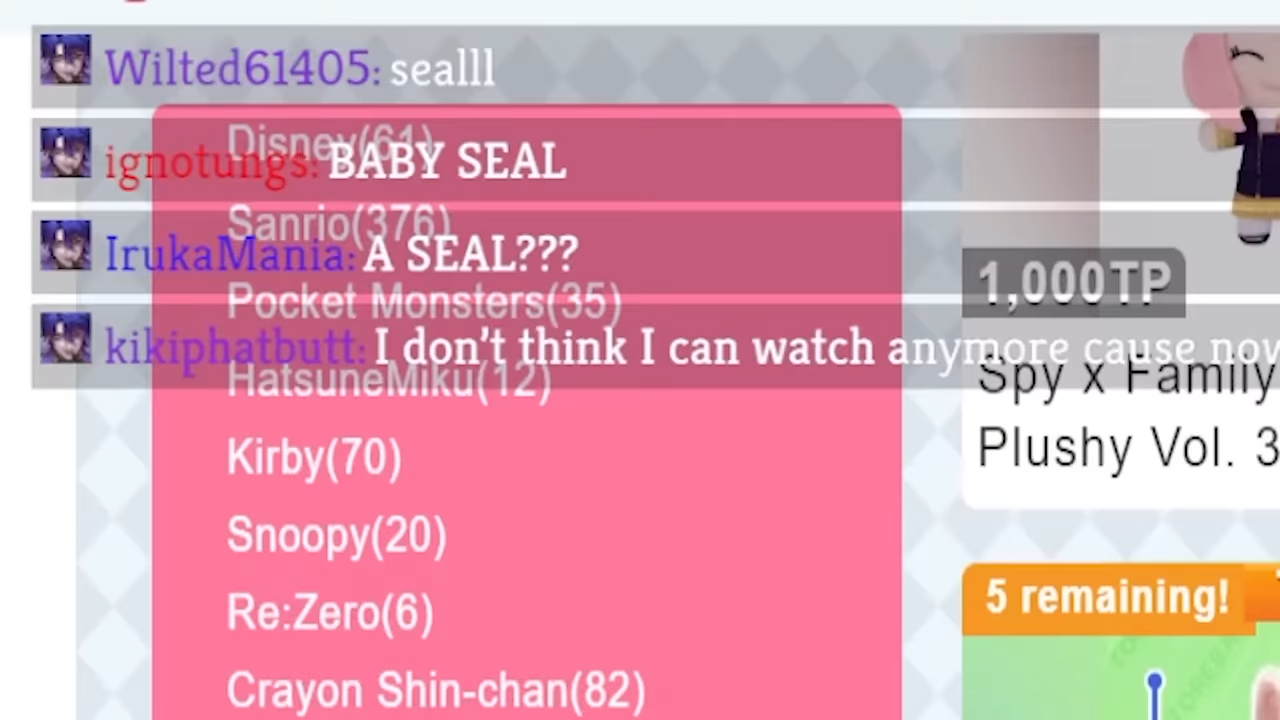 Wilted61405: sealll
Disney(61)
ignotungs: BABY SEAL
Sanrio(376)
IrukaMania: A SEAL???
Pocket Monsters(35)
kikiphatbutt: I don't think I can watch anymore cause now
HatsuneMiku(12)
Kirby(70)
Snoopy(20)
Re:Zero(6)
Crayon Shin-chan(82)
1,000TP
Spy x Family
Plushy Vol. 3
5 remaining!